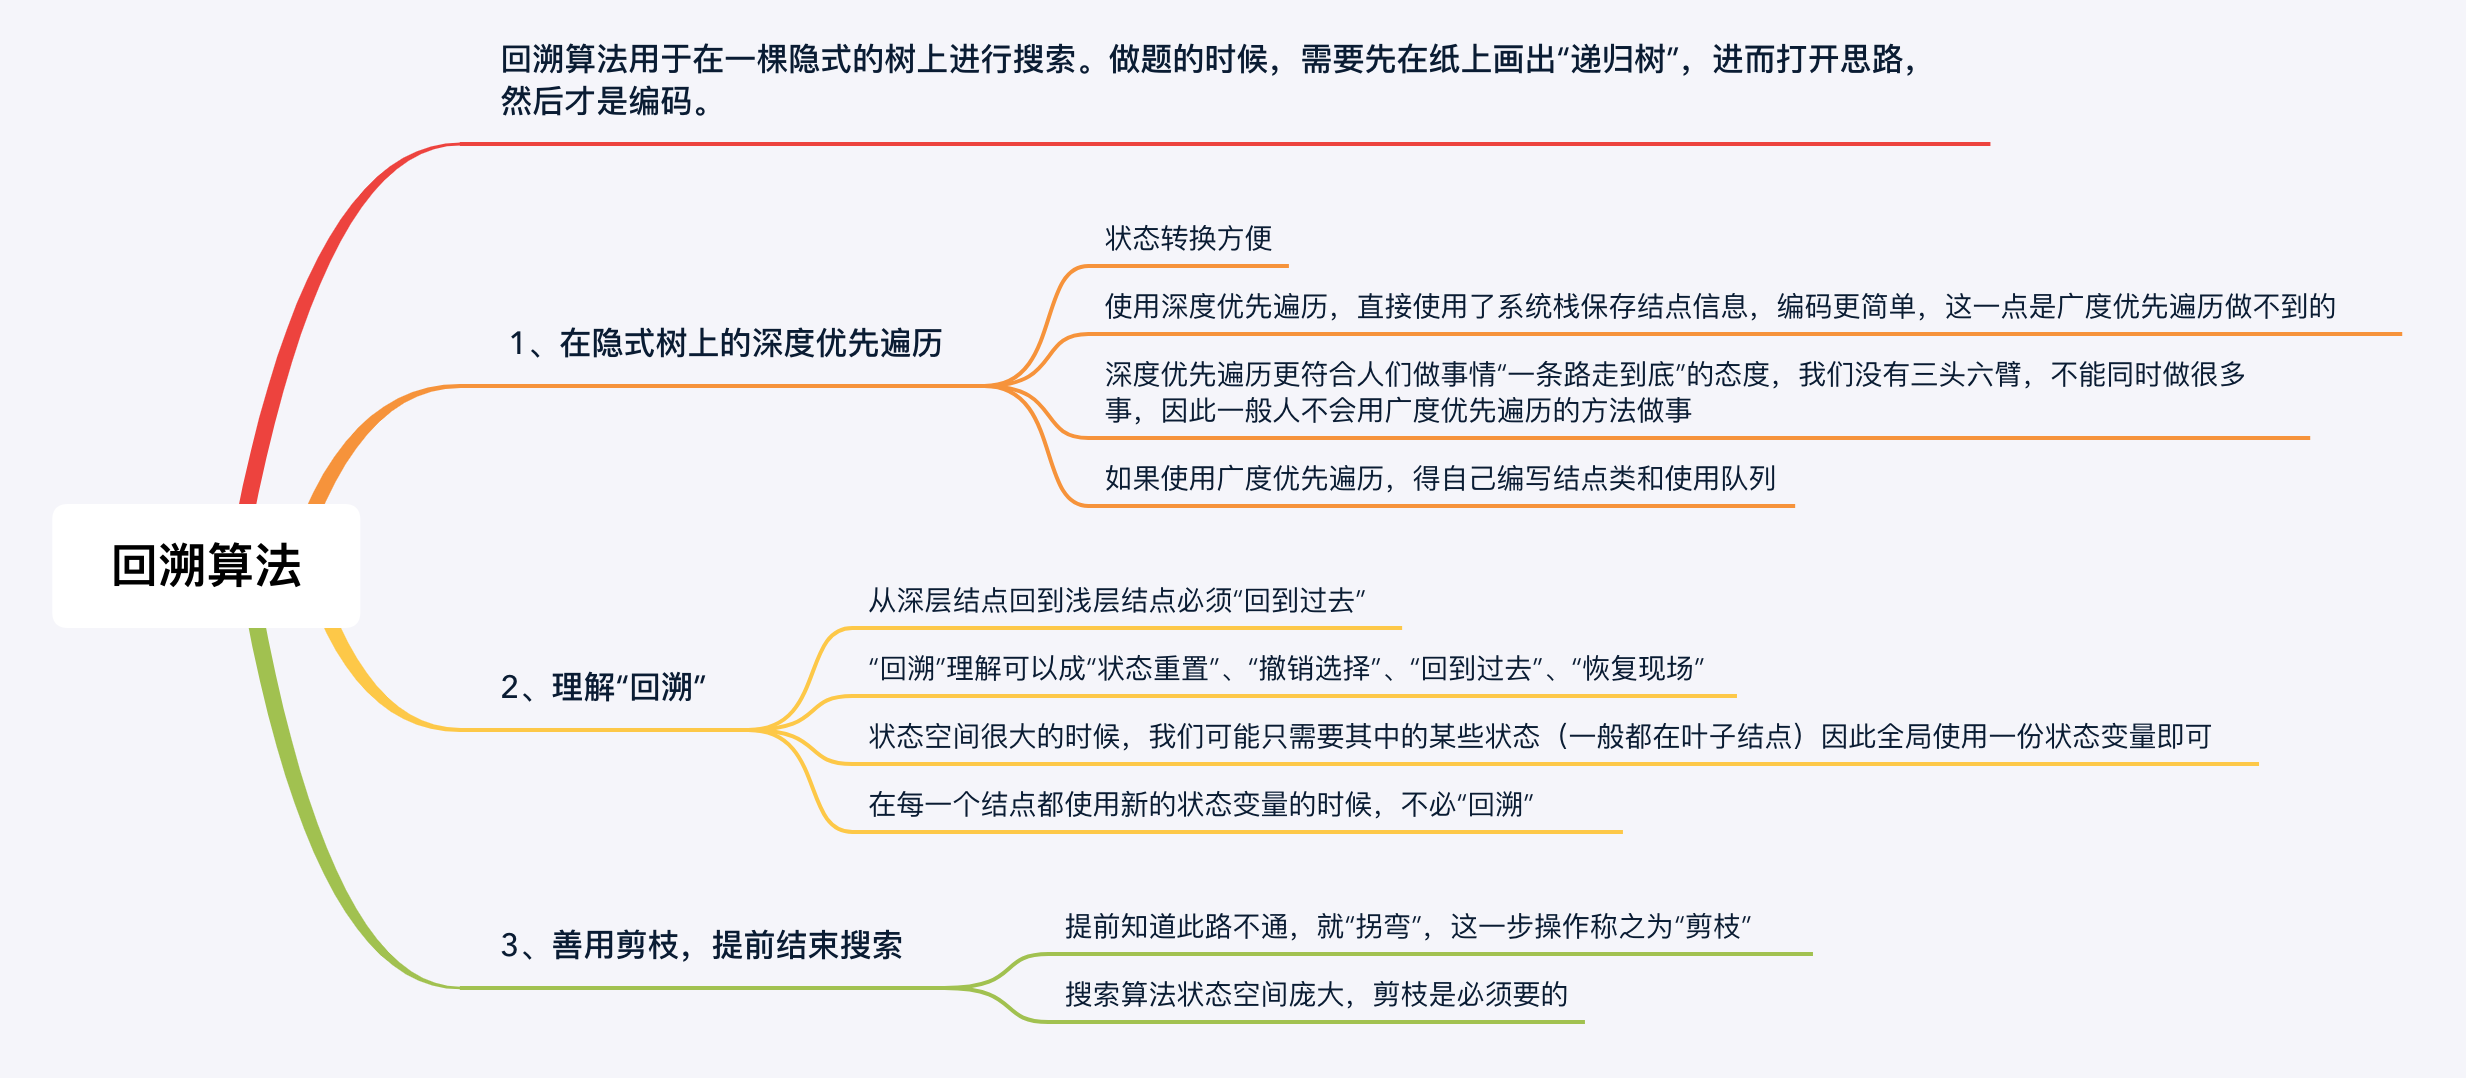 回溯算法用于在一棵隐式的树上进行搜索。做题的时候，需要先在纸上画出“递归树”，进而打开思路，
然后才是编码。
状态转换方便
使用深度优先遍历，直接使用了系统栈保存结点信息，编码更简单，这一点是广度优先遍历做不到的
1、在隐式树上的深度优先遍历
深度优先遍历更符合人们做事情“一条路走到底”的态度，我们没有三头六臂，不能同时做很多
事，因此一般人不会用广度优先遍历的方法做事
如果使用广度优先遍历，得自己编写结点类和使用队列
回溯算法
从深层结点回到浅层结点必须“回到过去”
“回溯”理解可以成“状态重置”、“撤销选择”、“回到过去”、“恢复现场”
2、理解“回溯”
状态空间很大的时候，我们可能只需要其中的某些状态（一般都在叶子结点）因此全局使用一份状态变量即可
在每一个结点都使用新的状态变量的时候，不必“回溯”
提前知道此路不通，就“拐弯”，这一步操作称之为“剪枝”
3、善用剪枝，提前结束搜索
搜索算法状态空间庞大，剪枝是必须要的